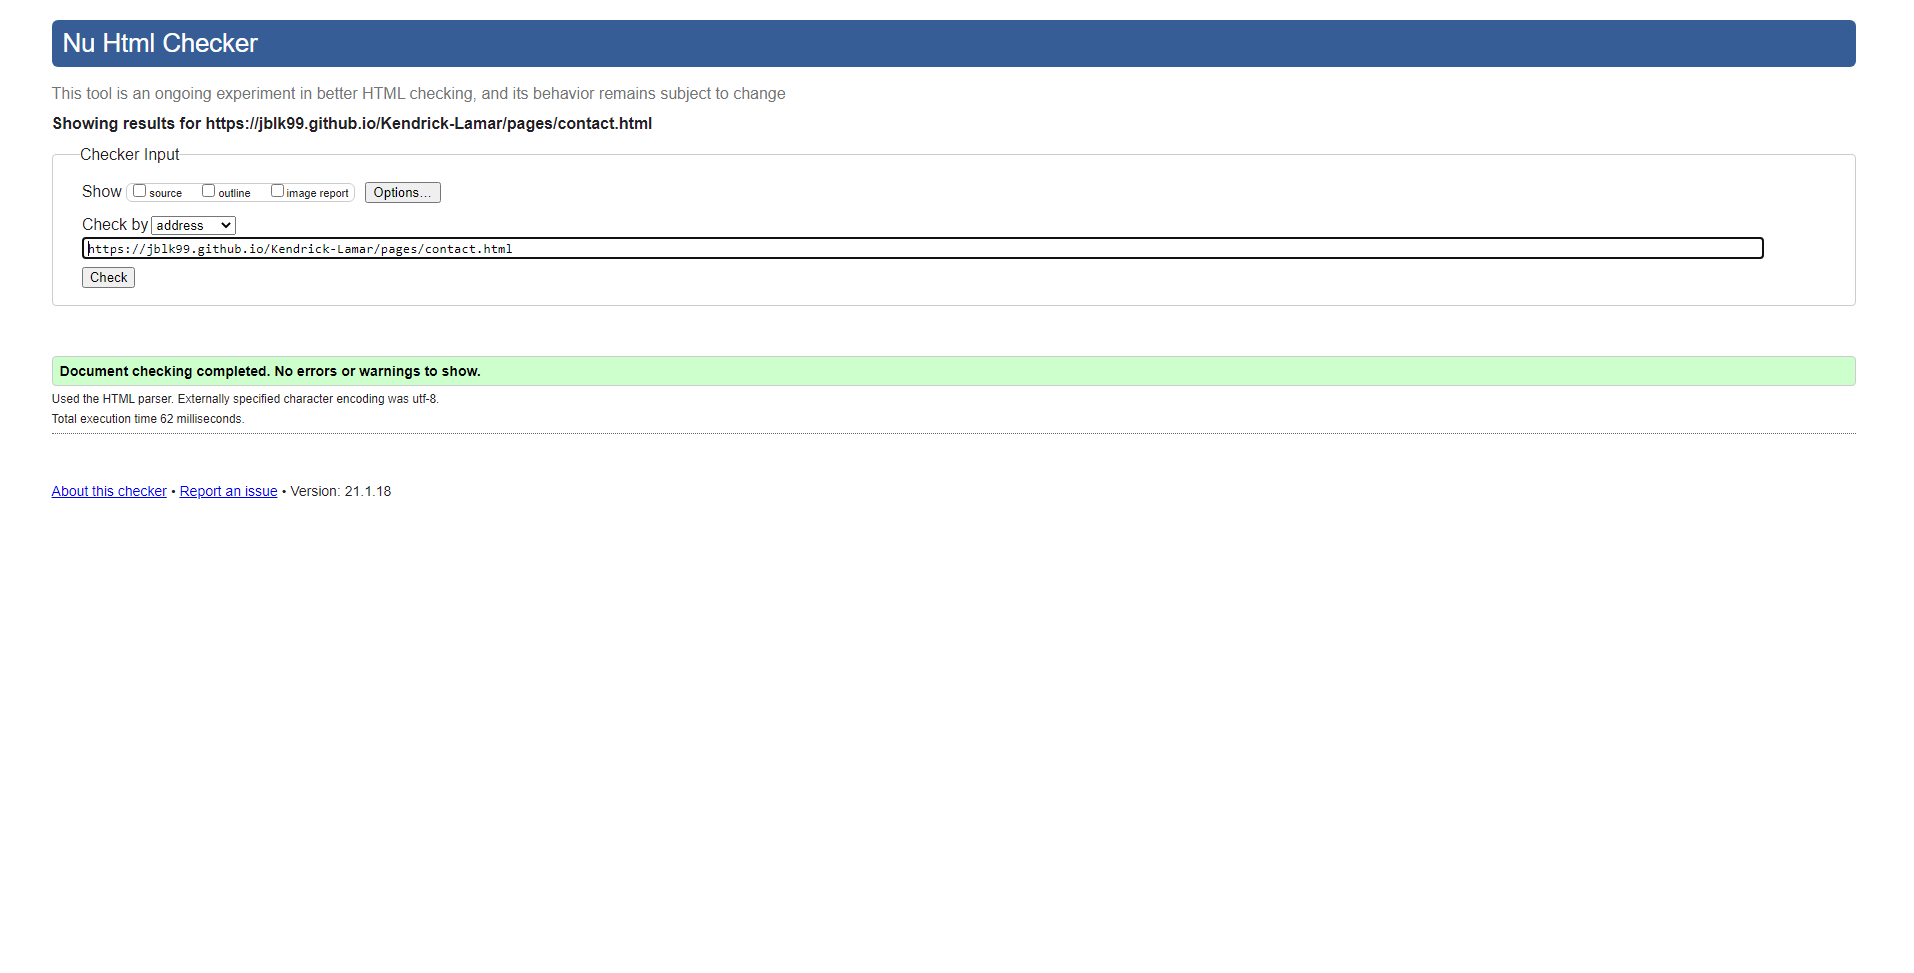 Nu Html Checker
This tool is an ongoing experiment in better HTML checking, and its behavior remains subject to change
Showing results for https://jblk99.github.io/Kendrick-Lamar/pages/contact.html
Checker Input
Show source outline image report Options...
Check by address
https://jblk99.github.io/Kendrick-Lamar/pages/contact.html
Check
Document checking completed. No errors or warnings to show.
Used the HTML parser. Externally specified character encoding was utf-8.
Total execution time 62 milliseconds.
About this checker • Report an issue • Version: 21.1.18